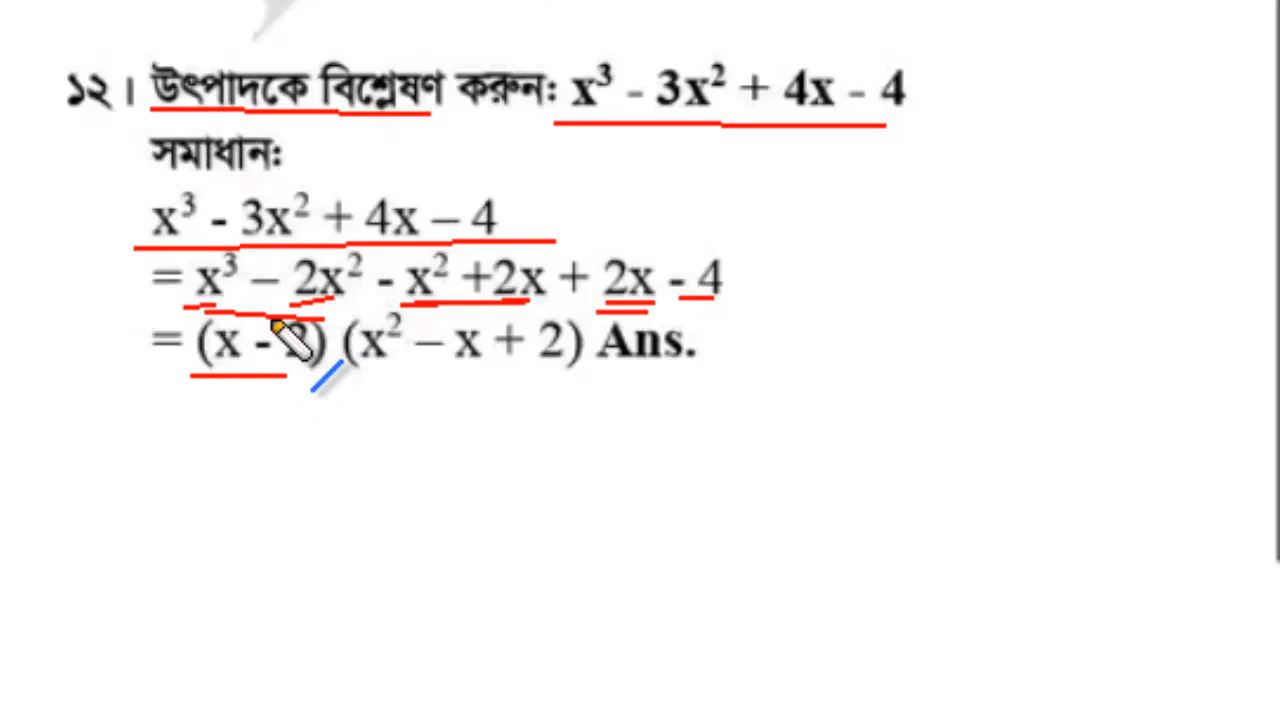 ১২। উৎপাদকে বিশ্লেষণ করুনঃ x³ - 3x² + 4x - 4
সমাধানঃ
x³ - 3x² + 4x – 4
= x³ – 2x² - x² +2x + 2x - 4
= (x - 2) (x² – x + 2) Ans.